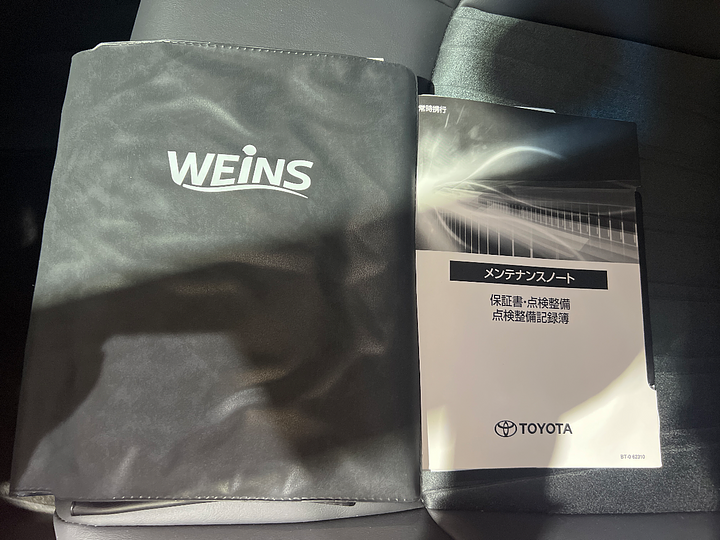 WEiNS
常時携行
メンテナンスノート
保証書・点検整備
点検整備記録簿
TOYOTA